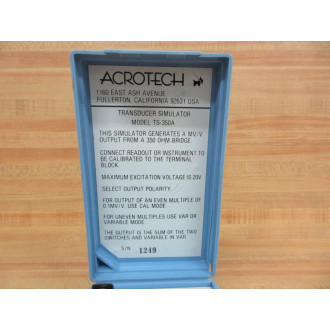 ACROTECH
1160 EAST ASH AVENUE
FULLERTON, CALIFORNIA 92631 USA
TRANSDUCER SIMULATOR
MODEL TS-350A
THIS SIMULATOR GENERATES A MV/V
OUTPUT FROM A 350 OHM-BRIDGE.
CONNECT READOUT OR INSTRUMENT TO
BE CALIBRATED TO THE TERMINAL
BLOCK.
MAXIMUM EXCITATION VOLTAGE IS 20V.
SELECT OUTPUT POLARITY.
FOR OUTPUT OF AN EVEN MULTIPLE OF
0.1MV/V. USE CAL MODE.
FOR UNEVEN MULTIPLES USE VAR OR
VARIABLE MODE.
THE OUTPUT IS THE SUM OF THE TWO
SWITCHES AND VARIABLE IN VAR.
S/N 1249